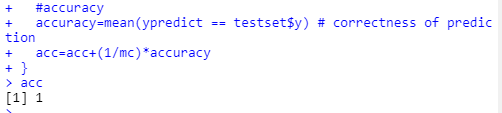 +   #accuracy
+   accuracy=mean(ypredict == testset$y) # correctness of predic
tion
+   acc=acc+(1/mc)*accuracy
+ }
> acc
[1] 1
>